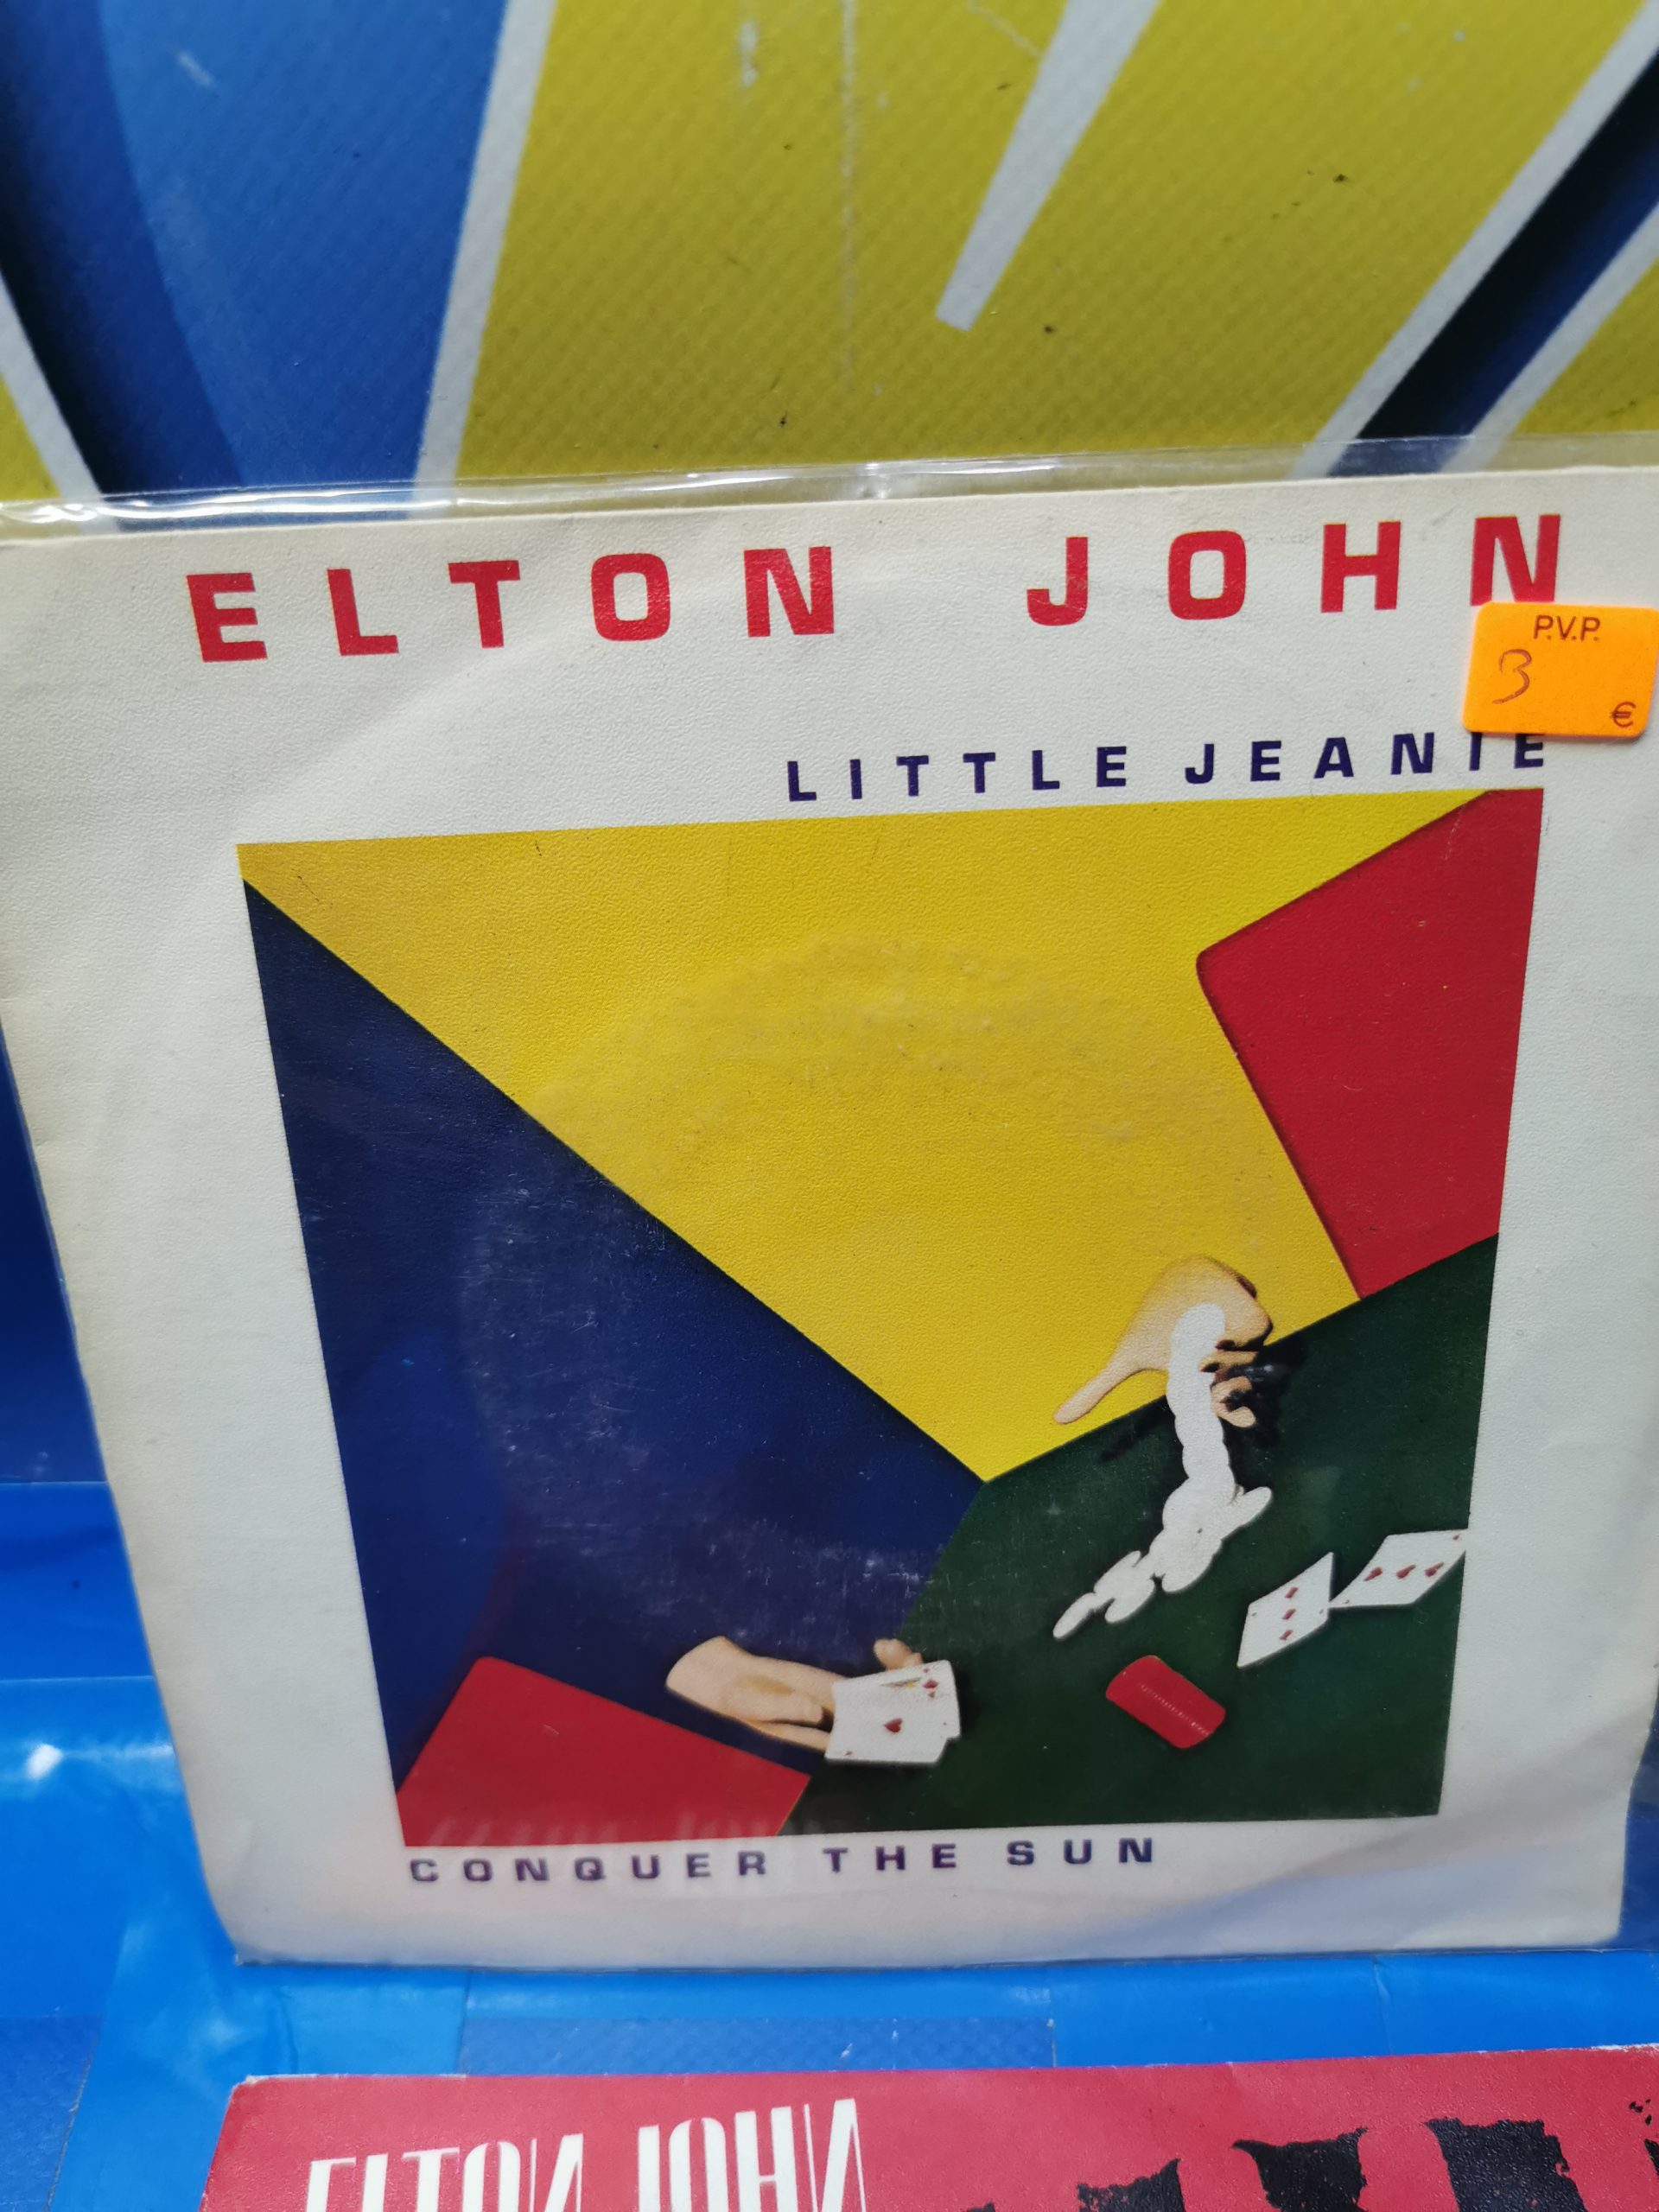 ELTON JOHN
P.V.P.
3
€
LITTLE JEANIE
CONQUER THE SUN
ELTON JOHN